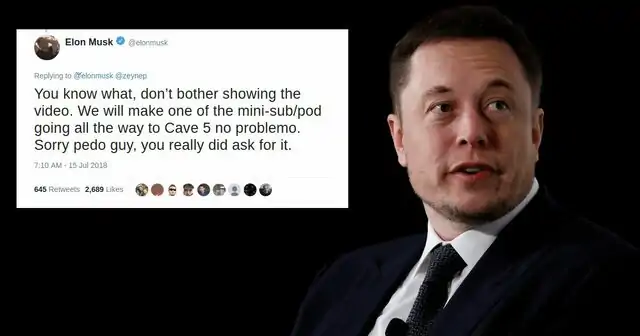 Elon Musk @elonmusk
Replying to @elonmusk @zeynep
You know what, don't bother showing the
video. We will make one of the mini-sub/pod
going all the way to Cave 5 no problemo.
Sorry pedo guy, you really did ask for it.
7:10 AM - 15 Jul 2018
645 Retweets 2,689 Likes